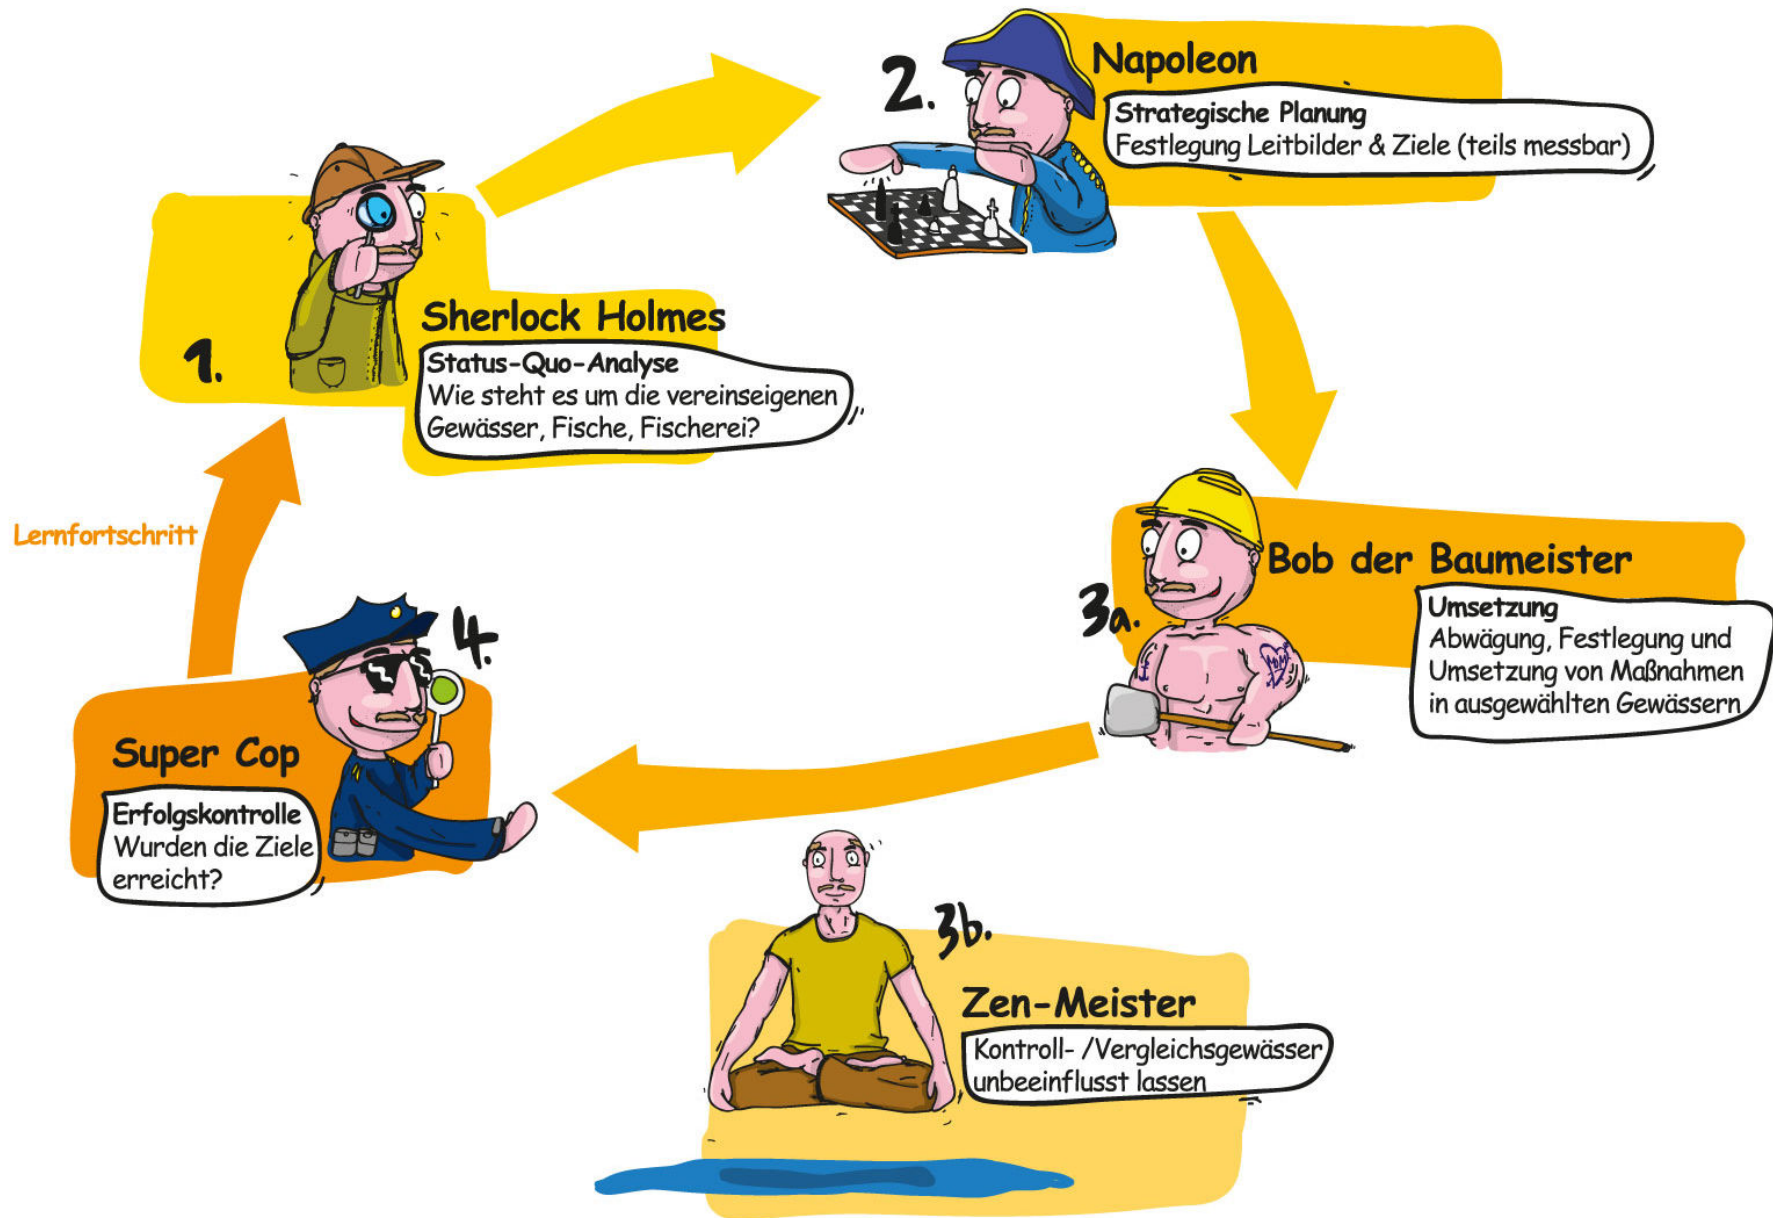 1.
Sherlock Holmes
Status-Quo-Analyse
Wie steht es um die vereinseigenen
Gewässer, Fische, Fischerei?
2.
Napoleon
Strategische Planung
Festlegung Leitbilder & Ziele (teils messbar)
3a.
Bob der Baumeister
Umsetzung
Abwägung, Festlegung und
Umsetzung von Maßnahmen
in ausgewählten Gewässern
MOM
3b.
Zen-Meister
Kontroll- /Vergleichsgewässer
unbeeinflusst lassen
4.
Super Cop
Erfolgskontrolle
Wurden die Ziele
erreicht?
Lernfortschritt